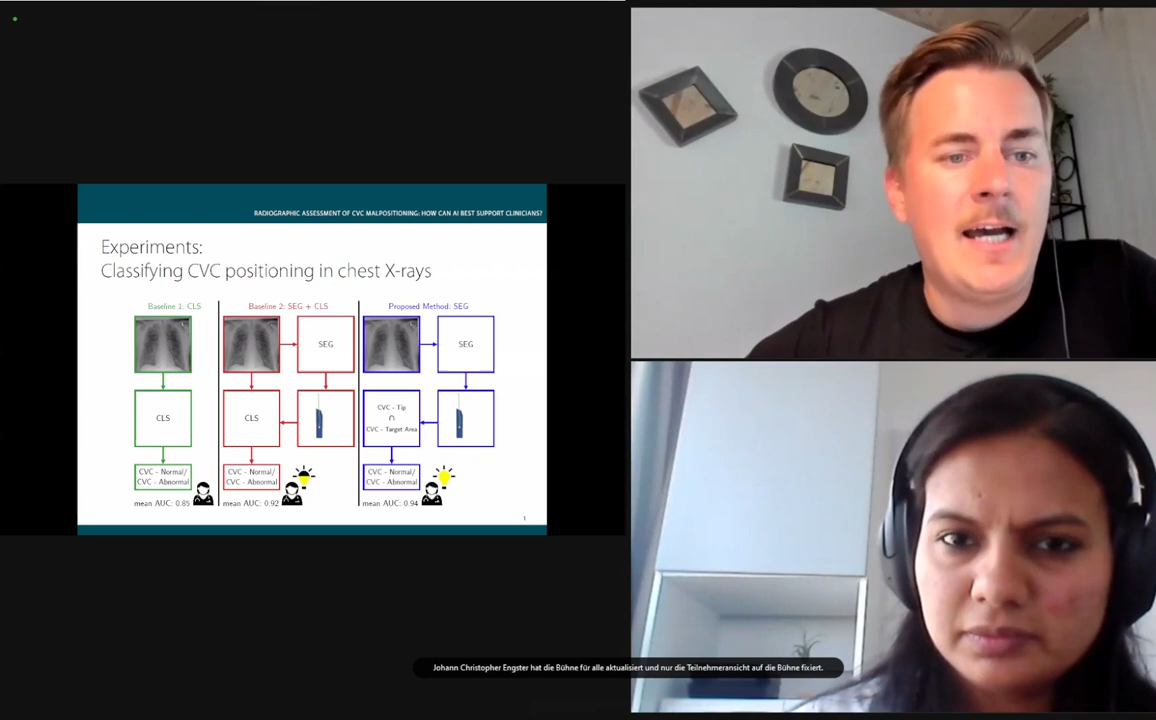 RADIOGRAPHIC ASSESSMENT OF CVC MALPOSITIONING: HOW CAN AI BEST SUPPORT CLINICIANS?
Experiments:
Classifying CVC positioning in chest X-rays
Baseline 1: CLS
Baseline 2: SEG + CLS
Proposed Method: SEG
SEG
SEG
CLS
CLS
CVC - Tip
∩
CVC - Target Area
CVC - Normal/
CVC - Abnormal
CVC - Normal/
CVC - Abnormal
CVC - Normal/
CVC - Abnormal
mean AUC: 0.85
mean AUC: 0.92
mean AUC: 0.94
1
Johann Christopher Engster hat die Bühne für alle aktualisiert und nur die Teilnehmeransicht auf die Bühne fixiert.